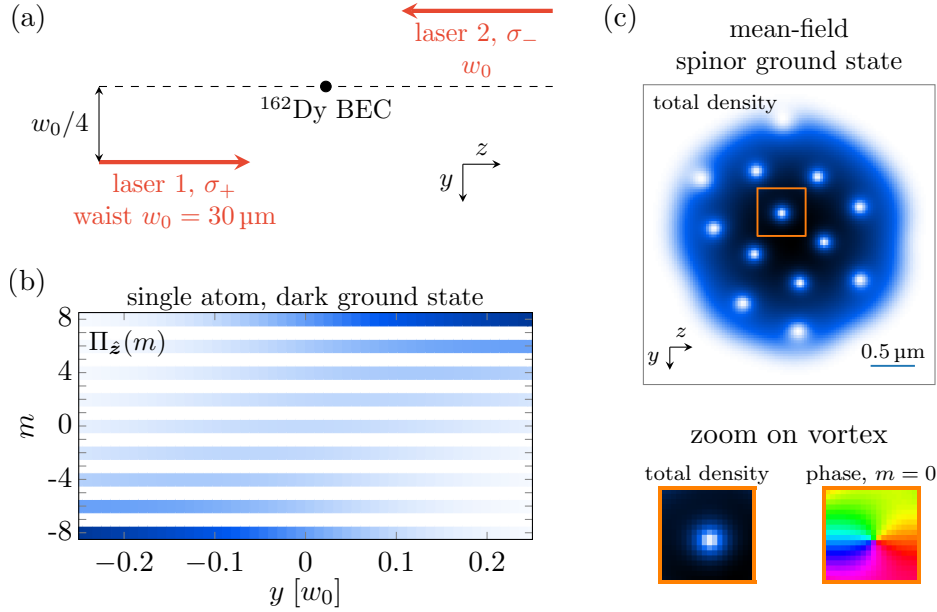 (a)
laser 2, σ₋
w₀
¹⁶²Dy BEC
w₀/4
z
y
laser 1, σ₊
waist w₀ = 30 µm
(b)
single atom, dark ground state
Π_ẑ(m)
8
4
0
-4
-8
m
−0.2
−0.1
0
0.1
0.2
y [w₀]
(c)
mean-field
spinor ground state
total density
z
y
0.5 µm
zoom on vortex
total density
phase, m = 0